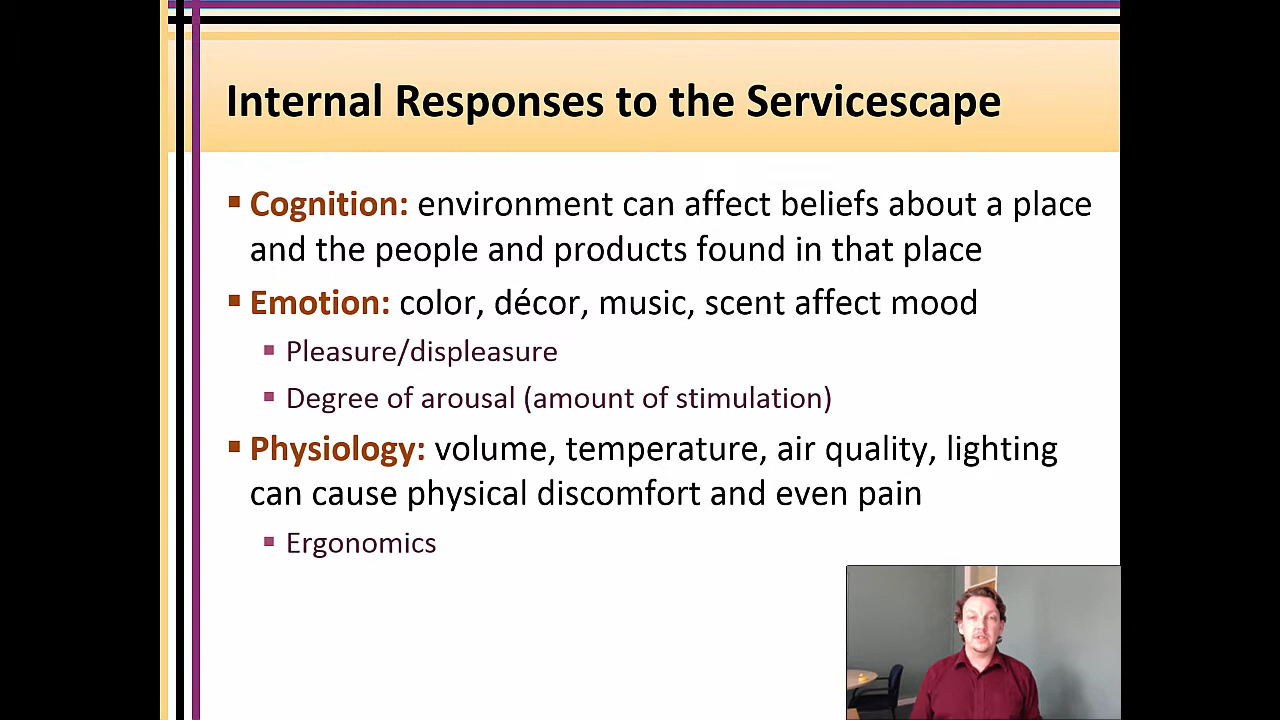 Internal Responses to the Servicescape
Cognition: environment can affect beliefs about a place
and the people and products found in that place
Emotion: color, décor, music, scent affect mood
Pleasure/displeasure
Degree of arousal (amount of stimulation)
Physiology: volume, temperature, air quality, lighting
can cause physical discomfort and even pain
Ergonomics